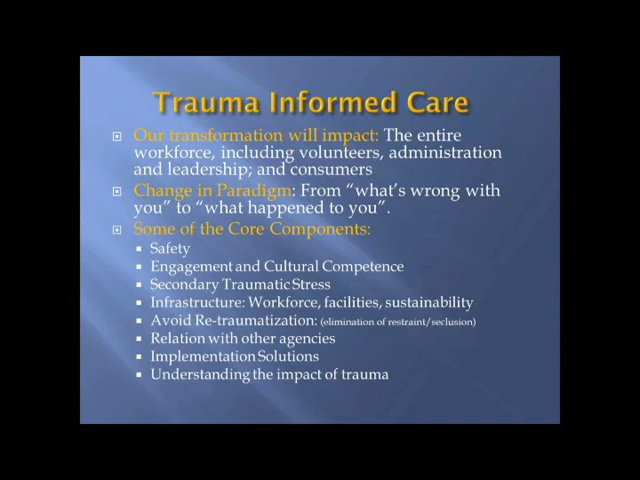 Trauma Informed Care
Our transformation will impact: The entire
workforce, including volunteers, administration
and leadership; and consumers
Change in Paradigm: From “what’s wrong with
you” to “what happened to you”.
Some of the Core Components:
Safety
Engagement and Cultural Competence
Secondary Traumatic Stress
Infrastructure: Workforce, facilities, sustainability
Avoid Re-traumatization: (elimination of restraint/seclusion)
Relation with other agencies
Implementation Solutions
Understanding the impact of trauma